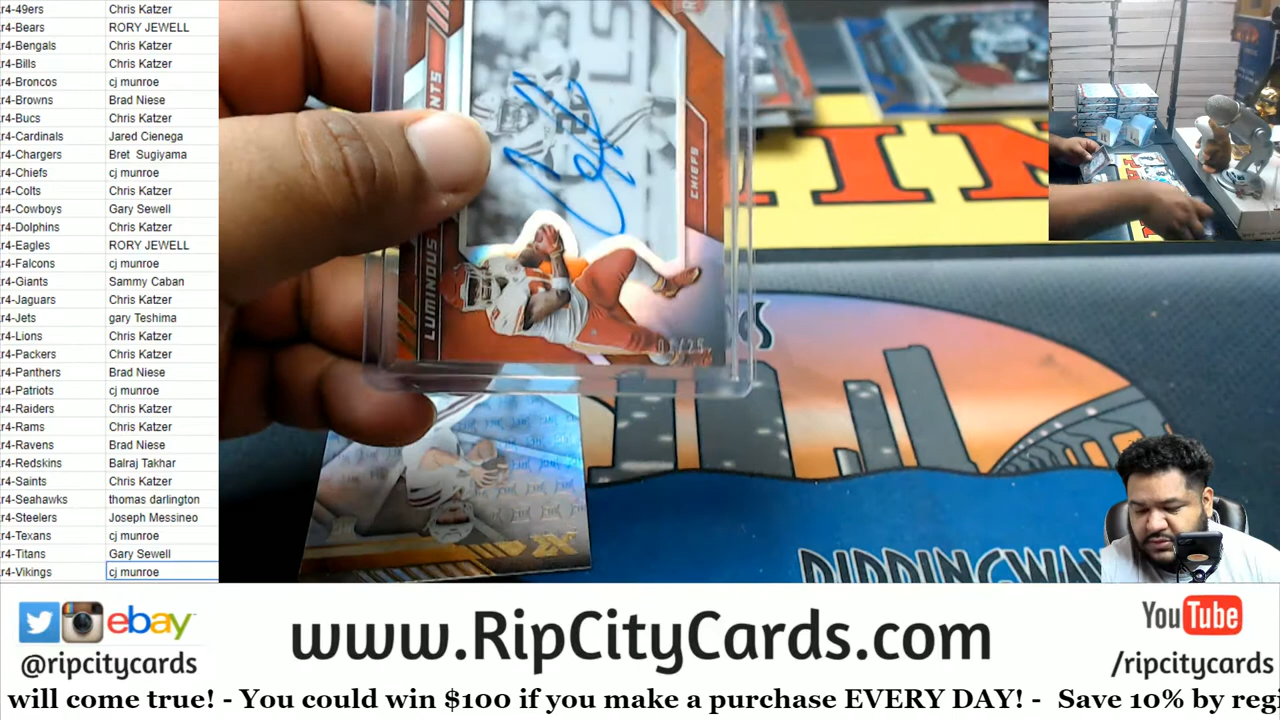 r4-49ers Chris Katzer
r4-Bears RORY JEWELL
r4-Bengals Chris Katzer
r4-Bills Chris Katzer
r4-Broncos cj munroe
r4-Browns Brad Niese
r4-Bucs Chris Katzer
r4-Cardinals Jared Cienega
r4-Chargers Bret Sugiyama
r4-Chiefs cj munroe
r4-Colts Chris Katzer
r4-Cowboys Gary Sewell
r4-Dolphins Chris Katzer
r4-Eagles RORY JEWELL
r4-Falcons cj munroe
r4-Giants Sammy Caban
r4-Jaguars Chris Katzer
r4-Jets gary Teshima
r4-Lions Chris Katzer
r4-Packers Chris Katzer
r4-Panthers Brad Niese
r4-Patriots cj munroe
r4-Raiders Chris Katzer
r4-Rams Chris Katzer
r4-Ravens Brad Niese
r4-Redskins Balraj Takhar
r4-Saints Chris Katzer
r4-Seahawks thomas darlington
r4-Steelers Joseph Messineo
r4-Texans cj munroe
r4-Titans Gary Sewell
r4-Vikings cj munroe
LUMINOUS
NTS
CHIEFS
/25
IN
RIPPINGWA
ebay
@ripcitycards
www.RipCityCards.com
YouTube
/ripcitycards
will come true! - You could win $100 if you make a purchase EVERY DAY! - Save 10% by regi